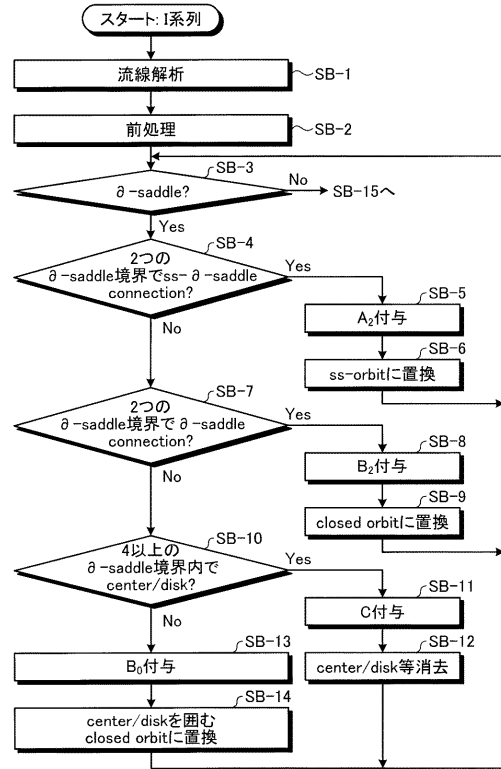 スタート: I系列
流線解析
SB-1
前処理
SB-2
SB-3
∂-saddle?
No
SB-15へ
Yes
SB-4
2つの
∂-saddle境界でss-∂-saddle
connection?
Yes
No
SB-5
A₂付与
SB-6
ss-orbitに置換
SB-7
2つの
∂-saddle境界で∂-saddle
connection?
Yes
No
SB-8
B₂付与
SB-9
closed orbitに置換
SB-10
4以上の
∂-saddle境界内で
center/disk?
Yes
No
SB-11
C付与
SB-12
center/disk等消去
SB-13
B₀付与
SB-14
center/diskを囲む
closed orbitに置換